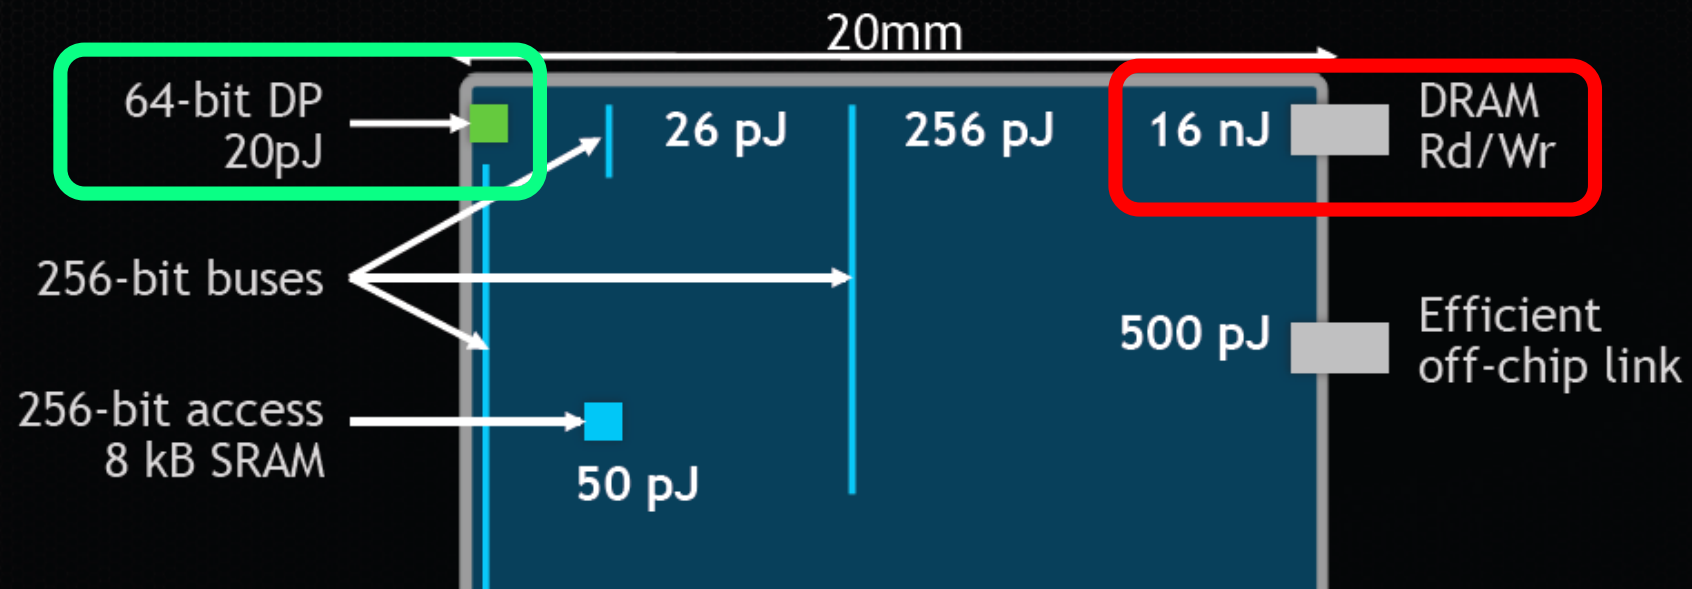 20mm
64-bit DP
20pJ
26 pJ
256 pJ
16 nJ
DRAM
Rd/Wr
256-bit buses
500 pJ
Efficient
off-chip link
256-bit access
8 kB SRAM
50 pJ